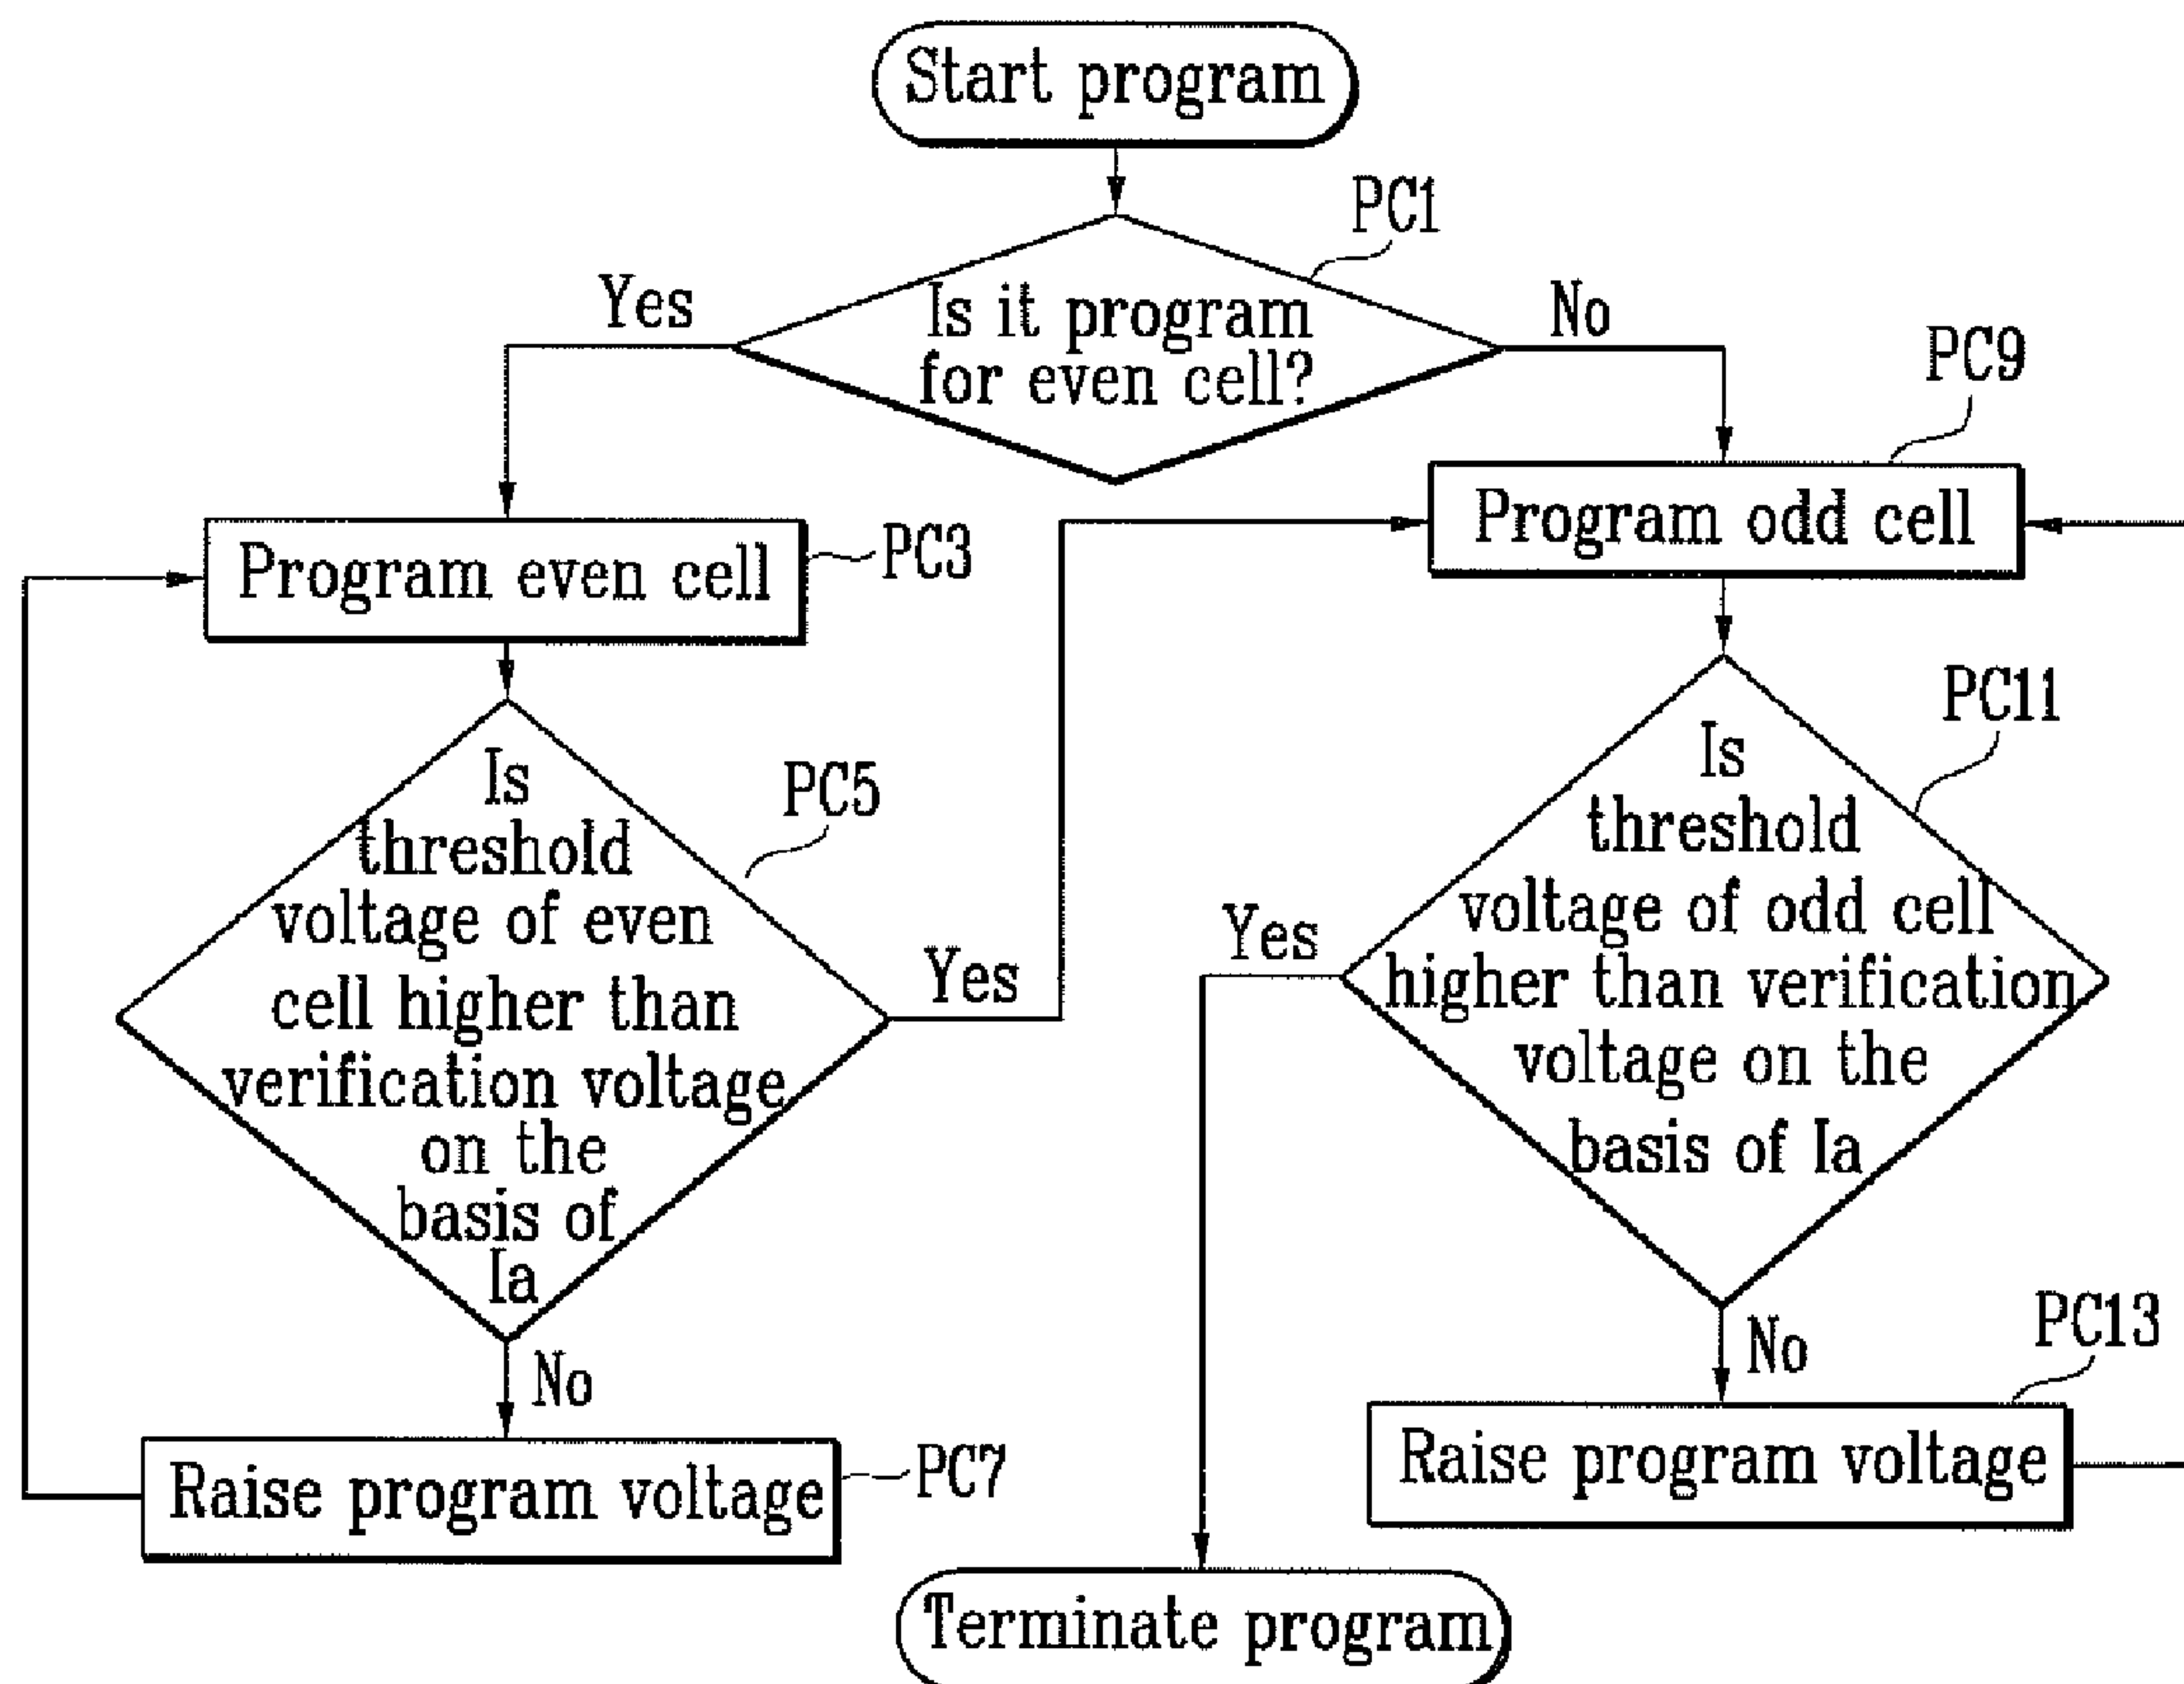 Start program
PC1
Is it program
for even cell?
Yes
No
PC9
Program odd cell
Program even cell
PC3
PC5
Is
threshold
voltage of even
cell higher than
verification voltage
on the
basis of
Ia
Yes
No
PC11
Is
threshold
voltage of odd cell
higher than verification
voltage on the
basis of Ia
Yes
No
PC13
Raise program voltage
PC7
Raise program voltage
Terminate program